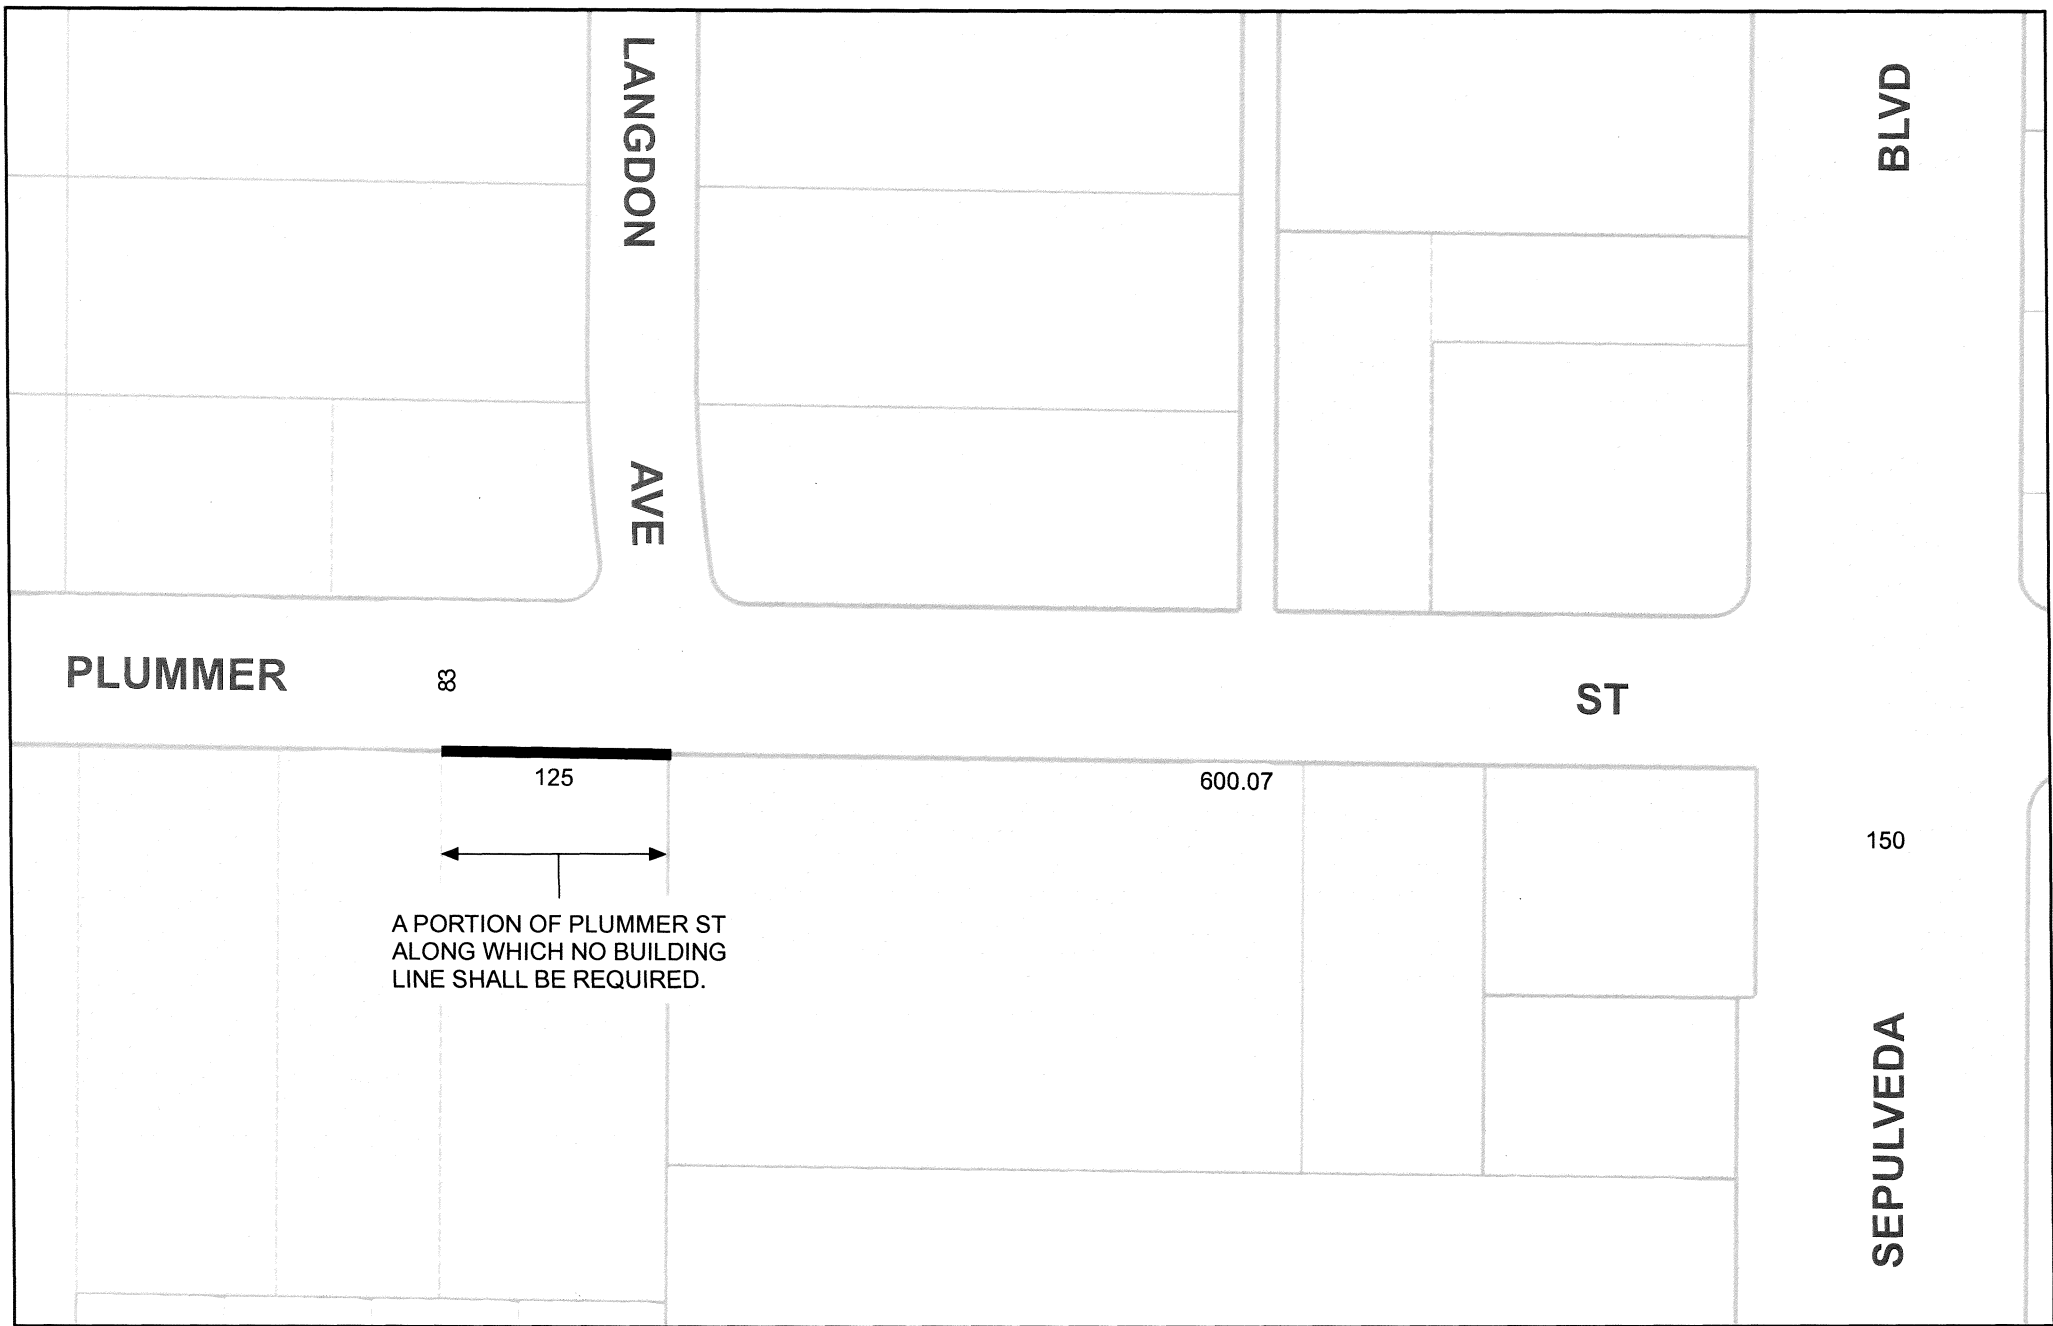 LANGDON
AVE
BLVD
PLUMMER
83
ST
125
600.07
150
A PORTION OF PLUMMER ST
ALONG WHICH NO BUILDING
LINE SHALL BE REQUIRED.
SEPULVEDA